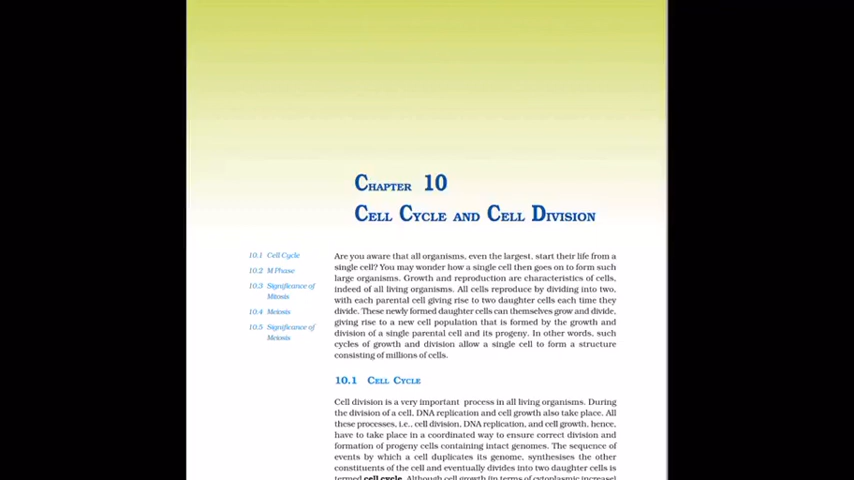 CHAPTER 10
CELL CYCLE AND CELL DIVISION
10.1 Cell Cycle
10.2 M Phase
10.3 Significance of
Mitosis
10.4 Meiosis
10.5 Significance of
Meiosis
Are you aware that all organisms, even the largest, start their life from a
single cell? You may wonder how a single cell then goes on to form such
large organisms. Growth and reproduction are characteristics of cells,
indeed of all living organisms. All cells reproduce by dividing into two,
with each parental cell giving rise to two daughter cells each time they
divide. These newly formed daughter cells can themselves grow and divide,
giving rise to a new cell population that is formed by the growth and
division of a single parental cell and its progeny. In other words, such
cycles of growth and division allow a single cell to form a structure
consisting of millions of cells.
10.1 CELL CYCLE
Cell division is a very important process in all living organisms. During
the division of a cell, DNA replication and cell growth also take place. All
these processes, i.e., cell division, DNA replication, and cell growth, hence,
have to take place in a coordinated way to ensure correct division and
formation of progeny cells containing intact genomes. The sequence of
events by which a cell duplicates its genome, synthesises the other
constituents of the cell and eventually divides into two daughter cells is
termed cell cycle. Although cell growth (in terms of cytoplasmic increase)